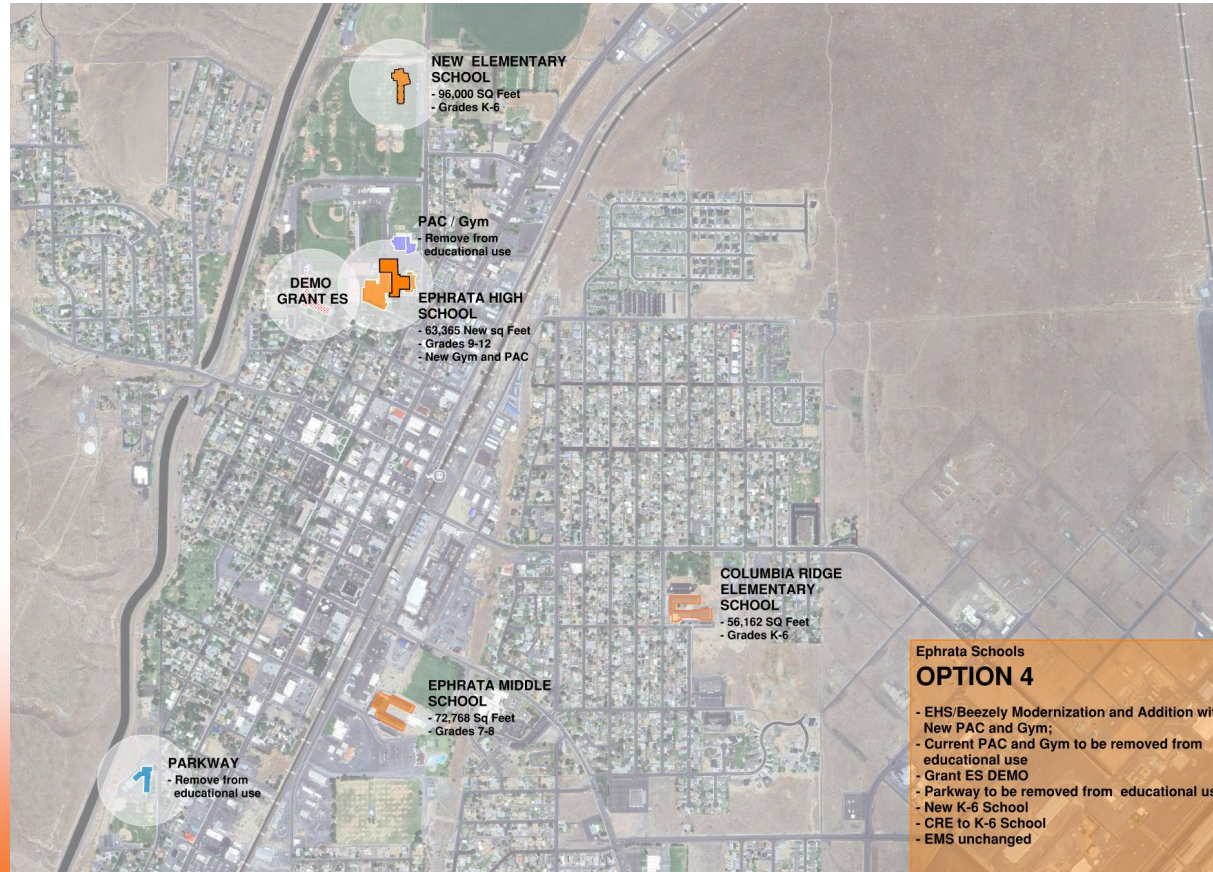 NEW ELEMENTARY
SCHOOL
- 96,000 SQ Feet
- Grades K-6
PAC / Gym
- Remove from
educational use
DEMO
GRANT ES
EPHRATA HIGH
SCHOOL
- 63,365 New sq Feet
- Grades 9-12
- New Gym and PAC
COLUMBIA RIDGE
ELEMENTARY
SCHOOL
- 56,162 SQ Feet
- Grades K-6
EPHRATA MIDDLE
SCHOOL
- 72,768 Sq Feet
- Grades 7-8
PARKWAY
- Remove from
educational use
Ephrata Schools
OPTION 4
- EHS/Beezely Modernization and Addition wi
New PAC and Gym;
- Current PAC and Gym to be removed from
educational use
- Grant ES DEMO
- Parkway to be removed from educational us
- New K-6 School
- CRE to K-6 School
- EMS unchanged